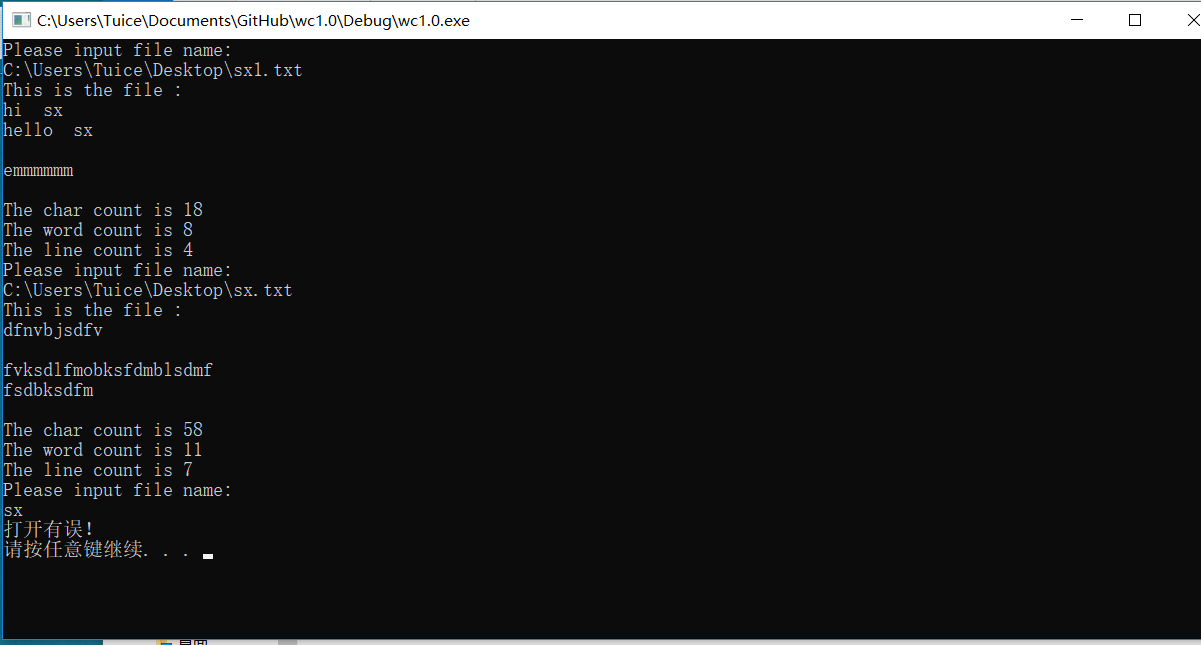 C:\Users\Tuice\Documents\GitHub\wc1.0\Debug\wc1.0.exe
Please input file name:
C:\Users\Tuice\Desktop\sx1.txt
This is the file :
hi  sx
hello  sx
emmmmmm
The char count is 18
The word count is 8
The line count is 4
Please input file name:
C:\Users\Tuice\Desktop\sx.txt
This is the file :
dfnvbjsdfv
fvksdlfmobksfdmblsdmf
fsdbksdfm
The char count is 58
The word count is 11
The line count is 7
Please input file name:
sx
打开有误!
请按任意键继续. . .